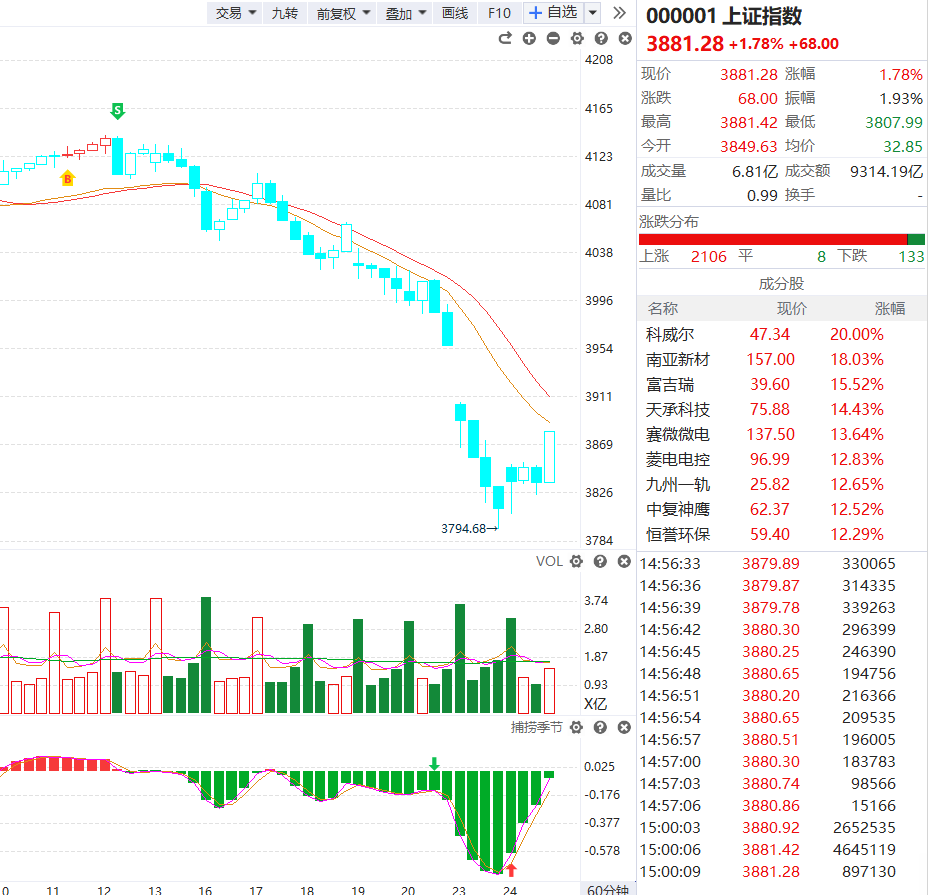 交易 九转 前复权 叠加 画线 F10 自选
4208
4165
S
4123
B
4081
4038
3996
3954
3911
3869
3826
3794.68→
3784
VOL
3.74
2.80
1.87
0.93
X亿
捕捞季节
0.025
-0.176
-0.377
-0.578
0 11 12 13 16 17 18 19 20 23 24 60分钟
000001 上证指数
3881.28 +1.78% +68.00
现价 3881.28 涨幅 1.78%
涨跌 68.00 振幅 1.93%
最高 3881.42 最低 3807.99
今开 3849.63 均价 32.85
成交量 6.81亿 成交额 9314.19亿
量比 0.99 换手 -
涨跌分布
上涨 2106 平 8 下跌 133
成分股
名称 现价 涨幅
科威尔 47.34 20.00%
南亚新材 157.00 18.03%
富吉瑞 39.60 15.52%
天承科技 75.88 14.43%
赛微微电 137.50 13.64%
菱电电控 96.99 12.83%
九州一轨 25.82 12.65%
中复神鹰 62.37 12.52%
恒誉环保 59.40 12.29%
14:56:33 3879.89 330065
14:56:36 3879.87 314335
14:56:39 3879.78 339263
14:56:42 3880.30 296399
14:56:45 3880.25 246390
14:56:48 3880.65 194756
14:56:51 3880.20 216366
14:56:54 3880.65 209535
14:56:57 3880.51 196005
14:57:00 3880.30 183783
14:57:03 3880.74 98566
14:57:06 3880.86 15166
15:00:03 3880.92 2652535
15:00:06 3881.42 4645119
15:00:09 3881.28 897130